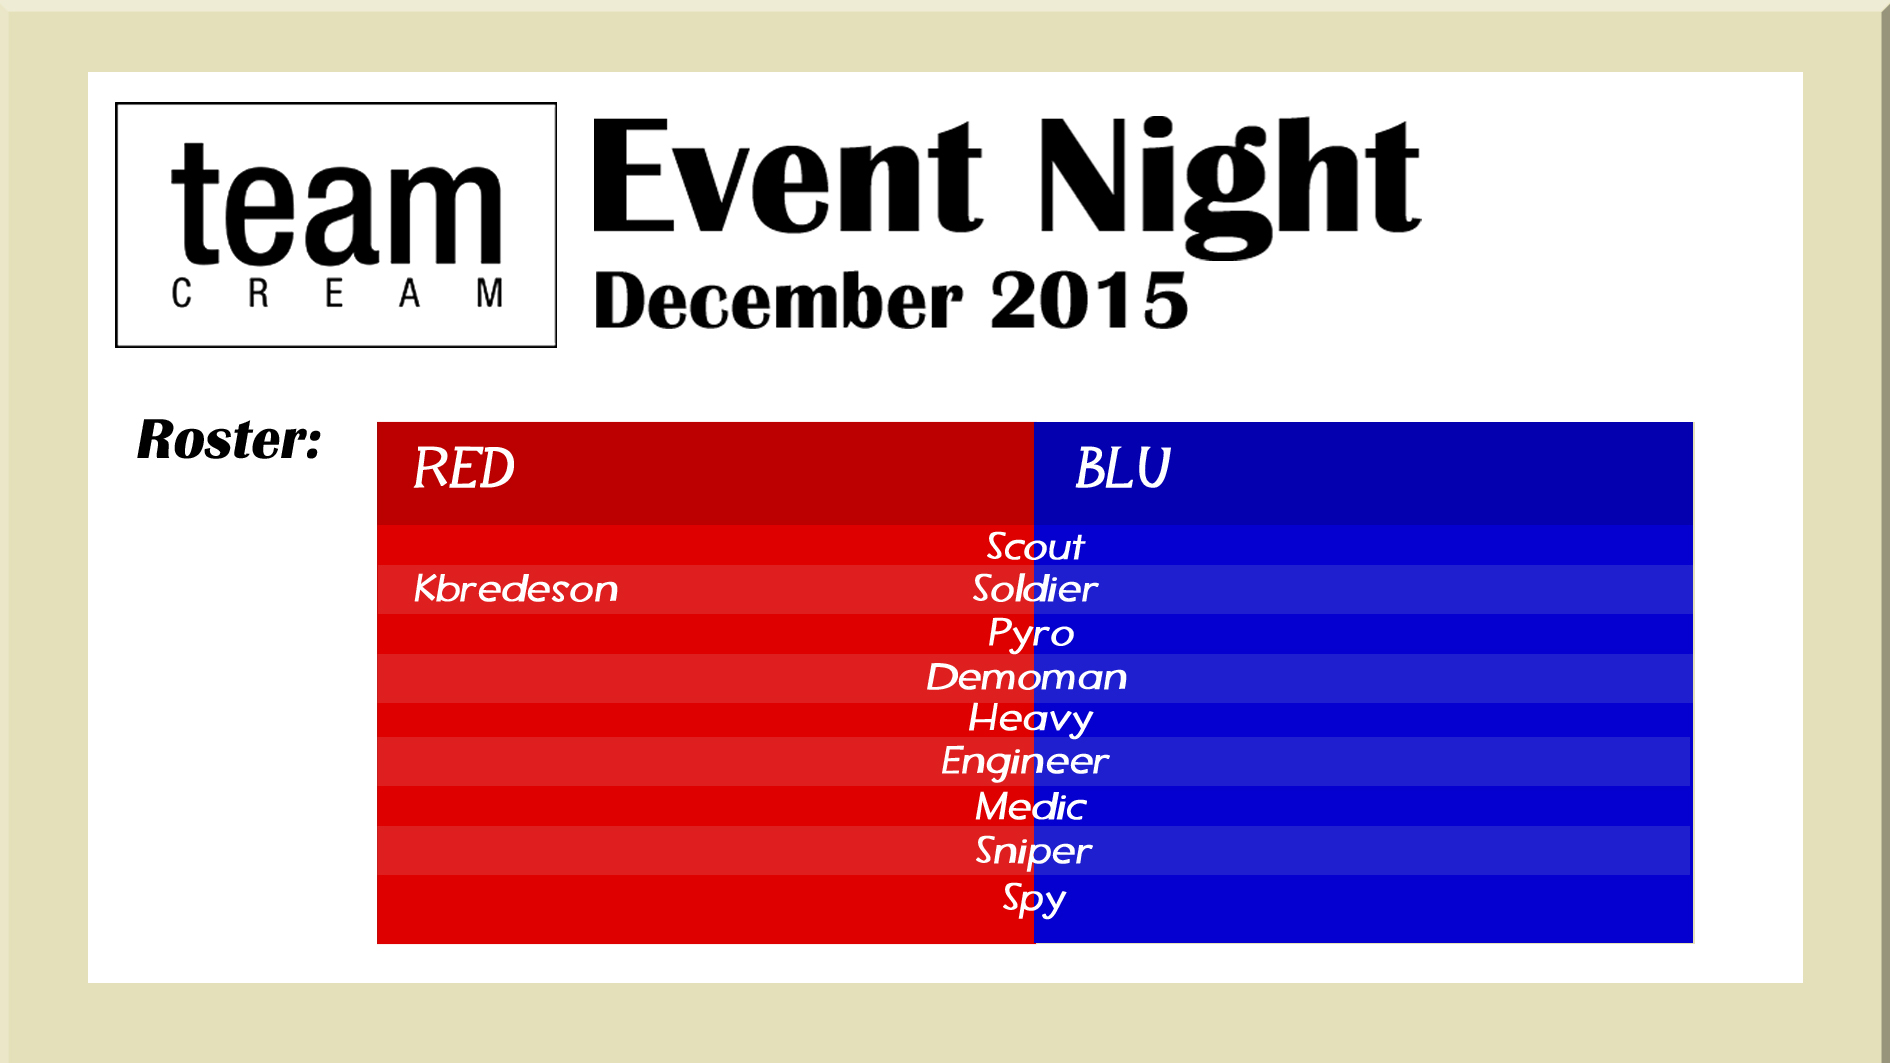 team
CREAM
Event Night
December 2015
Roster:
RED BLU
Scout
Kbredeson Soldier
Pyro
Demoman
Heavy
Engineer
Medic
Sniper
Spy